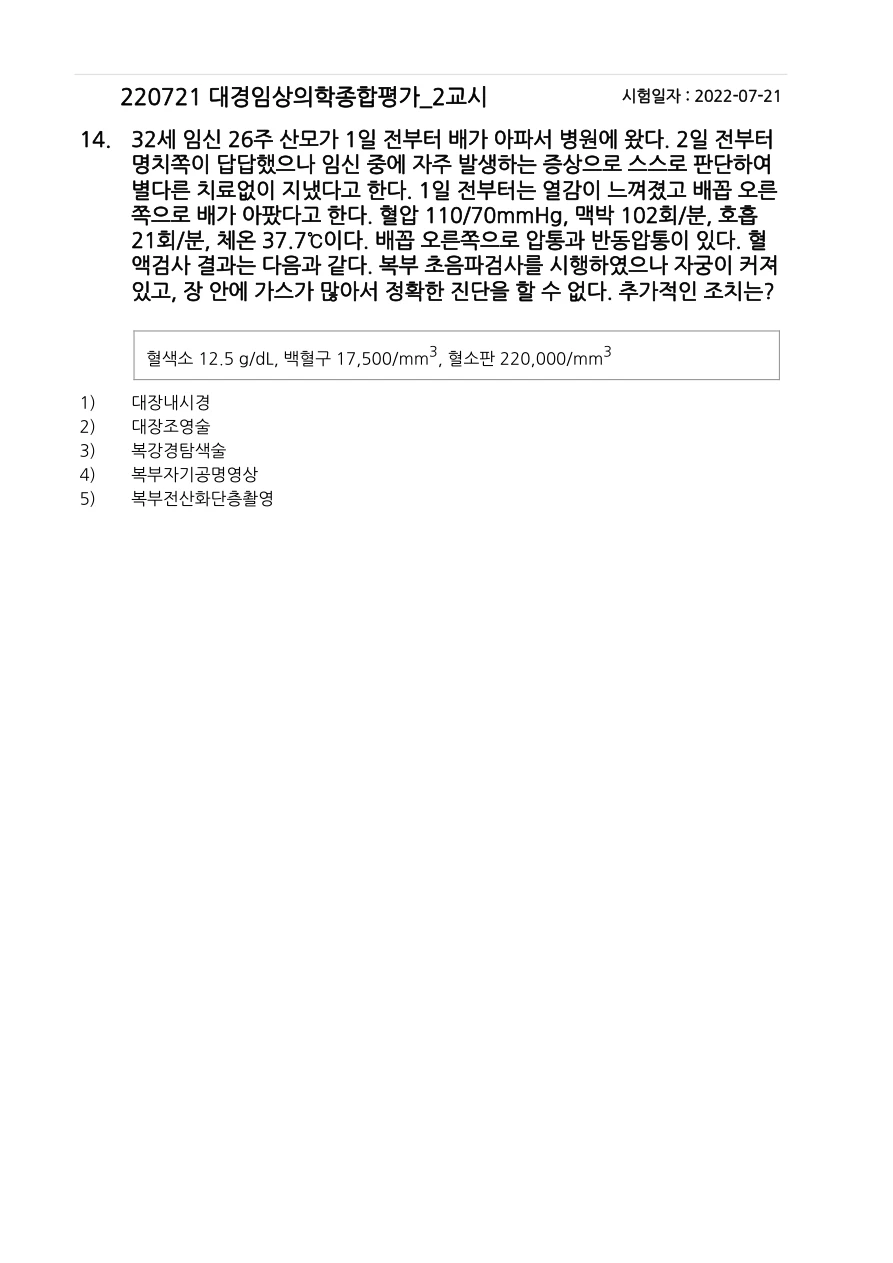 220721 대경임상의학종합평가_2교시 시험일자 : 2022-07-21
14. 32세 임신 26주 산모가 1일 전부터 배가 아파서 병원에 왔다. 2일 전부터
명치쪽이 답답했으나 임신 중에 자주 발생하는 증상으로 스스로 판단하여
별다른 치료없이 지냈다고 한다. 1일 전부터는 열감이 느껴졌고 배꼽 오른
쪽으로 배가 아팠다고 한다. 혈압 110/70mmHg, 맥박 102회/분, 호흡
21회/분, 체온 37.7℃이다. 배꼽 오른쪽으로 압통과 반동압통이 있다. 혈
액검사 결과는 다음과 같다. 복부 초음파검사를 시행하였으나 자궁이 커져
있고, 장 안에 가스가 많아서 정확한 진단을 할 수 없다. 추가적인 조치는?
혈색소 12.5 g/dL, 백혈구 17,500/mm³, 혈소판 220,000/mm³
1) 대장내시경
2) 대장조영술
3) 복강경탐색술
4) 복부자기공명영상
5) 복부전산화단층촬영